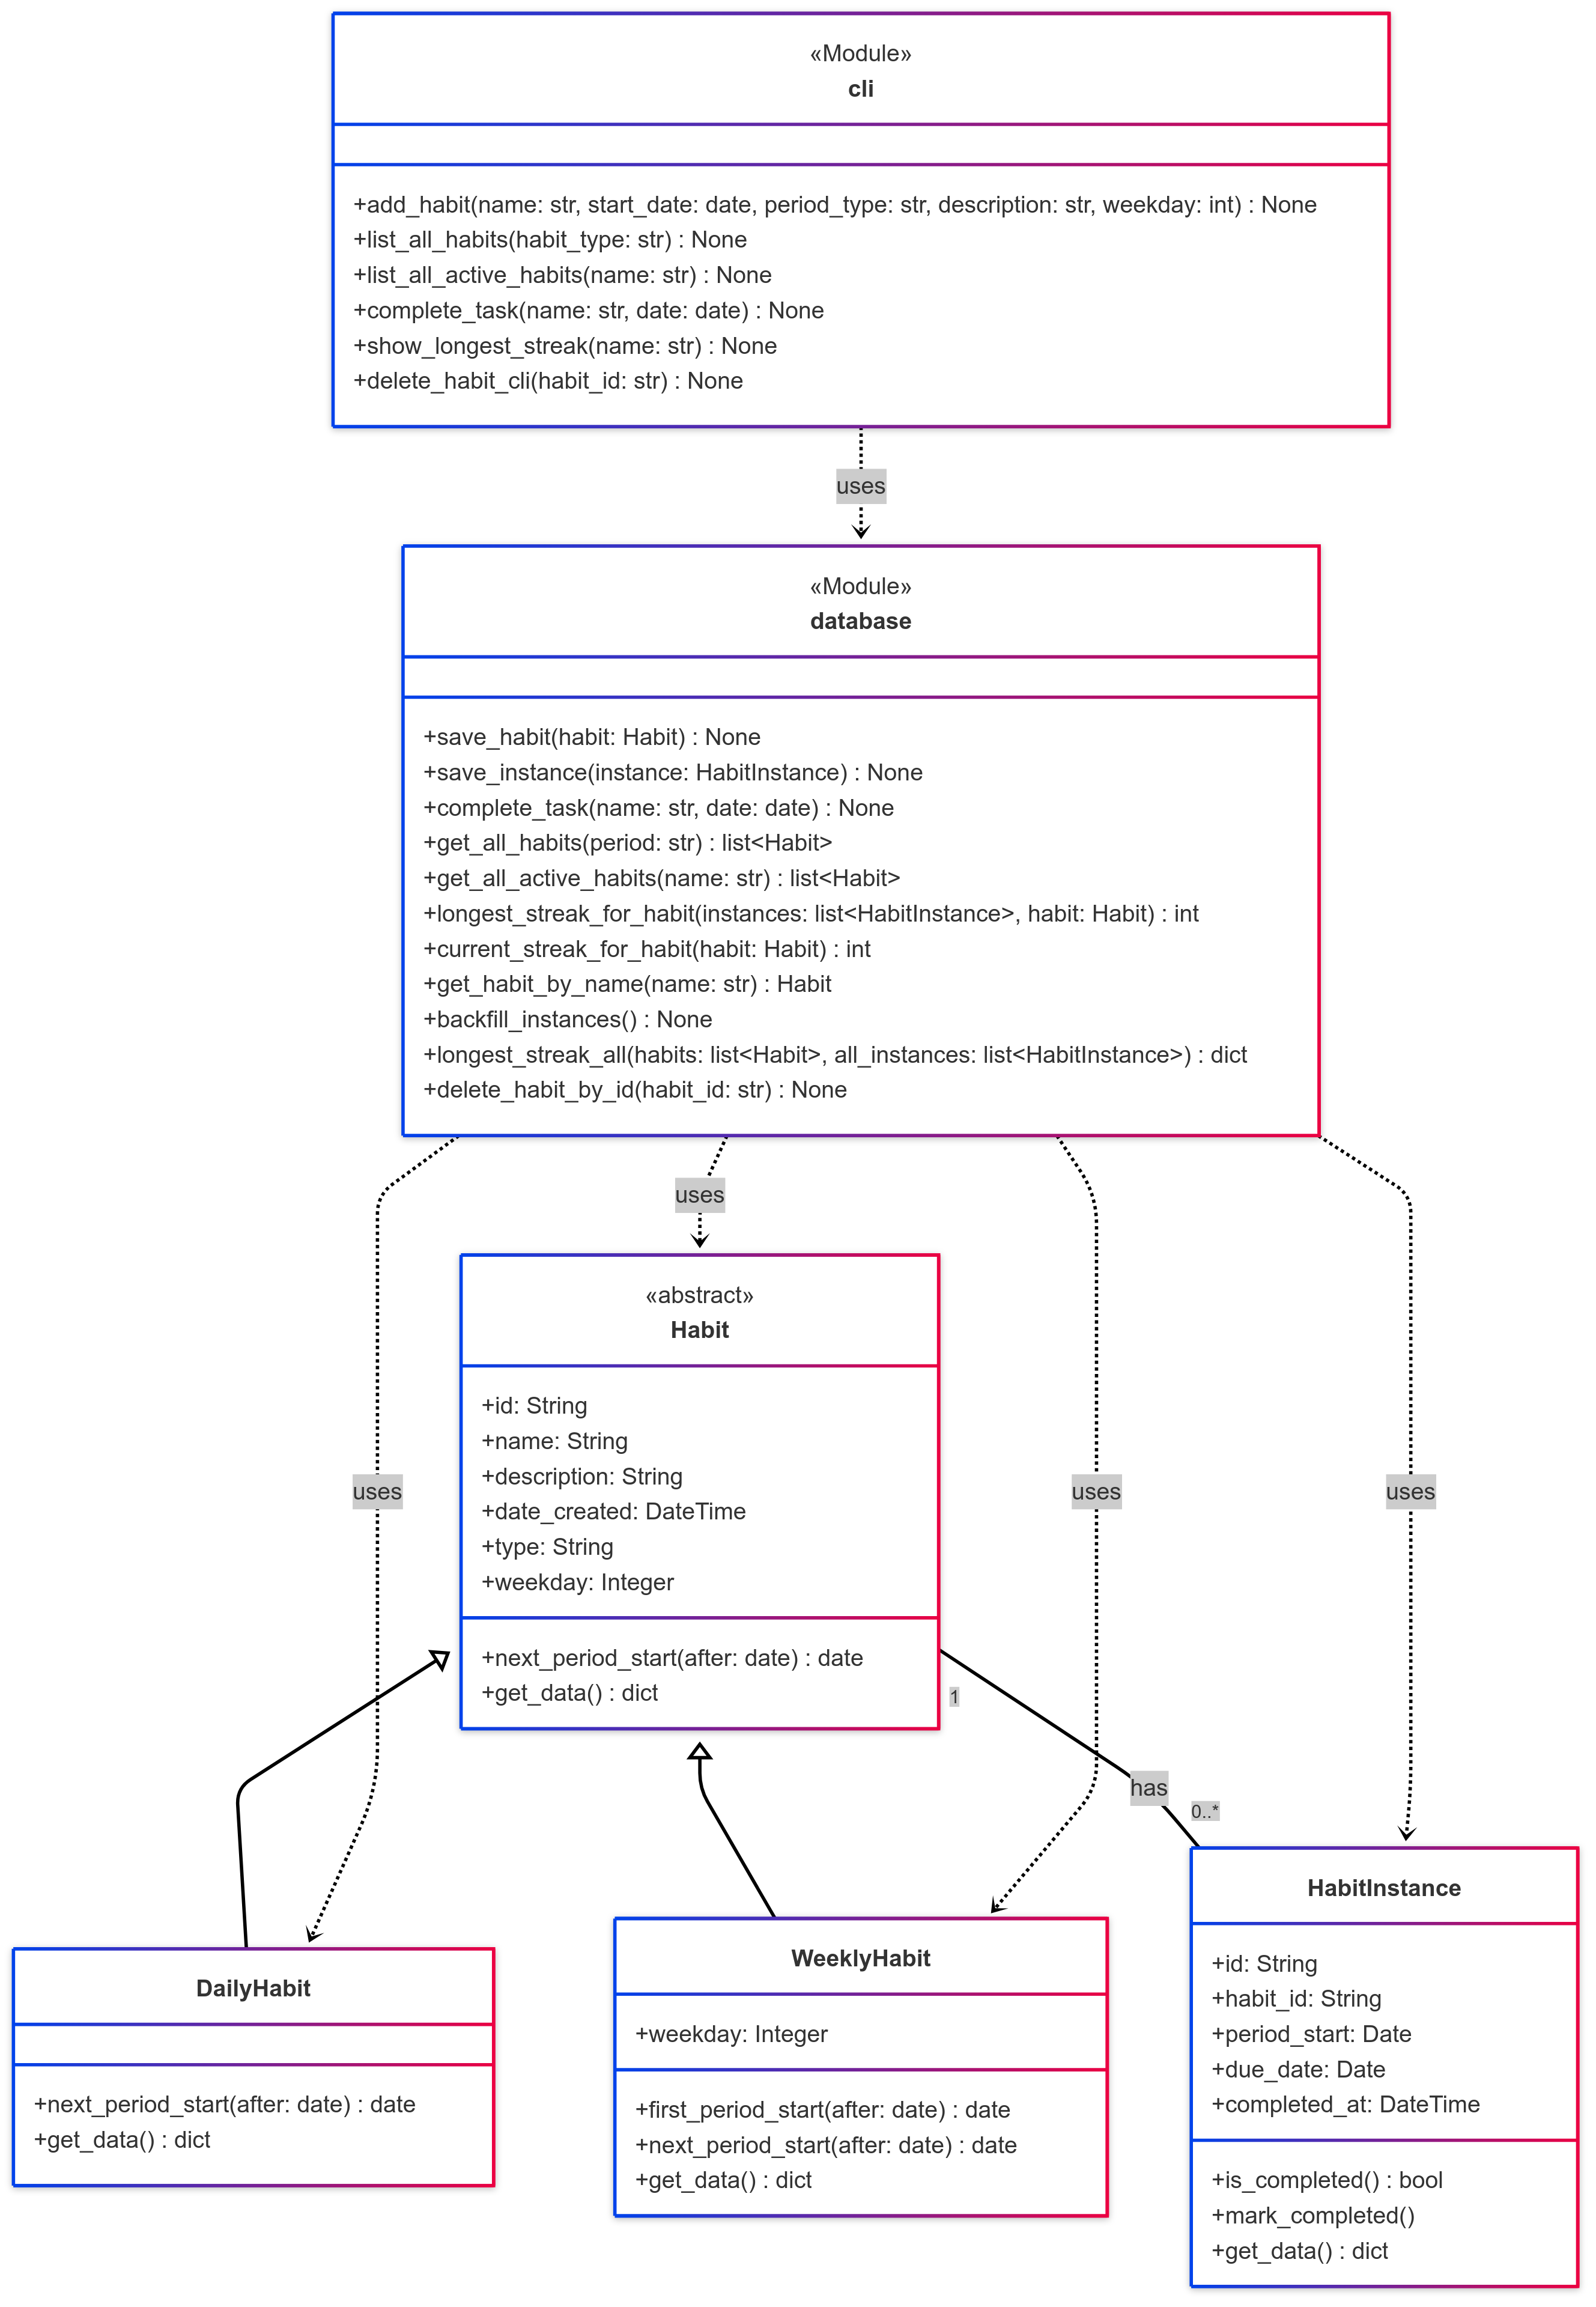 «Module»
cli
+add_habit(name: str, start_date: date, period_type: str, description: str, weekday: int) : None
+list_all_habits(habit_type: str) : None
+list_all_active_habits(name: str) : None
+complete_task(name: str, date: date) : None
+show_longest_streak(name: str) : None
+delete_habit_cli(habit_id: str) : None
uses
«Module»
database
+save_habit(habit: Habit) : None
+save_instance(instance: HabitInstance) : None
+complete_task(name: str, date: date) : None
+get_all_habits(period: str) : list<Habit>
+get_all_active_habits(name: str) : list<Habit>
+longest_streak_for_habit(instances: list<HabitInstance>, habit: Habit) : int
+current_streak_for_habit(habit: Habit) : int
+get_habit_by_name(name: str) : Habit
+backfill_instances() : None
+longest_streak_all(habits: list<Habit>, all_instances: list<HabitInstance>) : dict
+delete_habit_by_id(habit_id: str) : None
uses
«abstract»
Habit
+id: String
+name: String
+description: String
+date_created: DateTime
+type: String
+weekday: Integer
+next_period_start(after: date) : date
+get_data() : dict
uses
uses
uses
1
has
0..*
DailyHabit
+next_period_start(after: date) : date
+get_data() : dict
WeeklyHabit
+weekday: Integer
+first_period_start(after: date) : date
+next_period_start(after: date) : date
+get_data() : dict
HabitInstance
+id: String
+habit_id: String
+period_start: Date
+due_date: Date
+completed_at: DateTime
+is_completed() : bool
+mark_completed()
+get_data() : dict